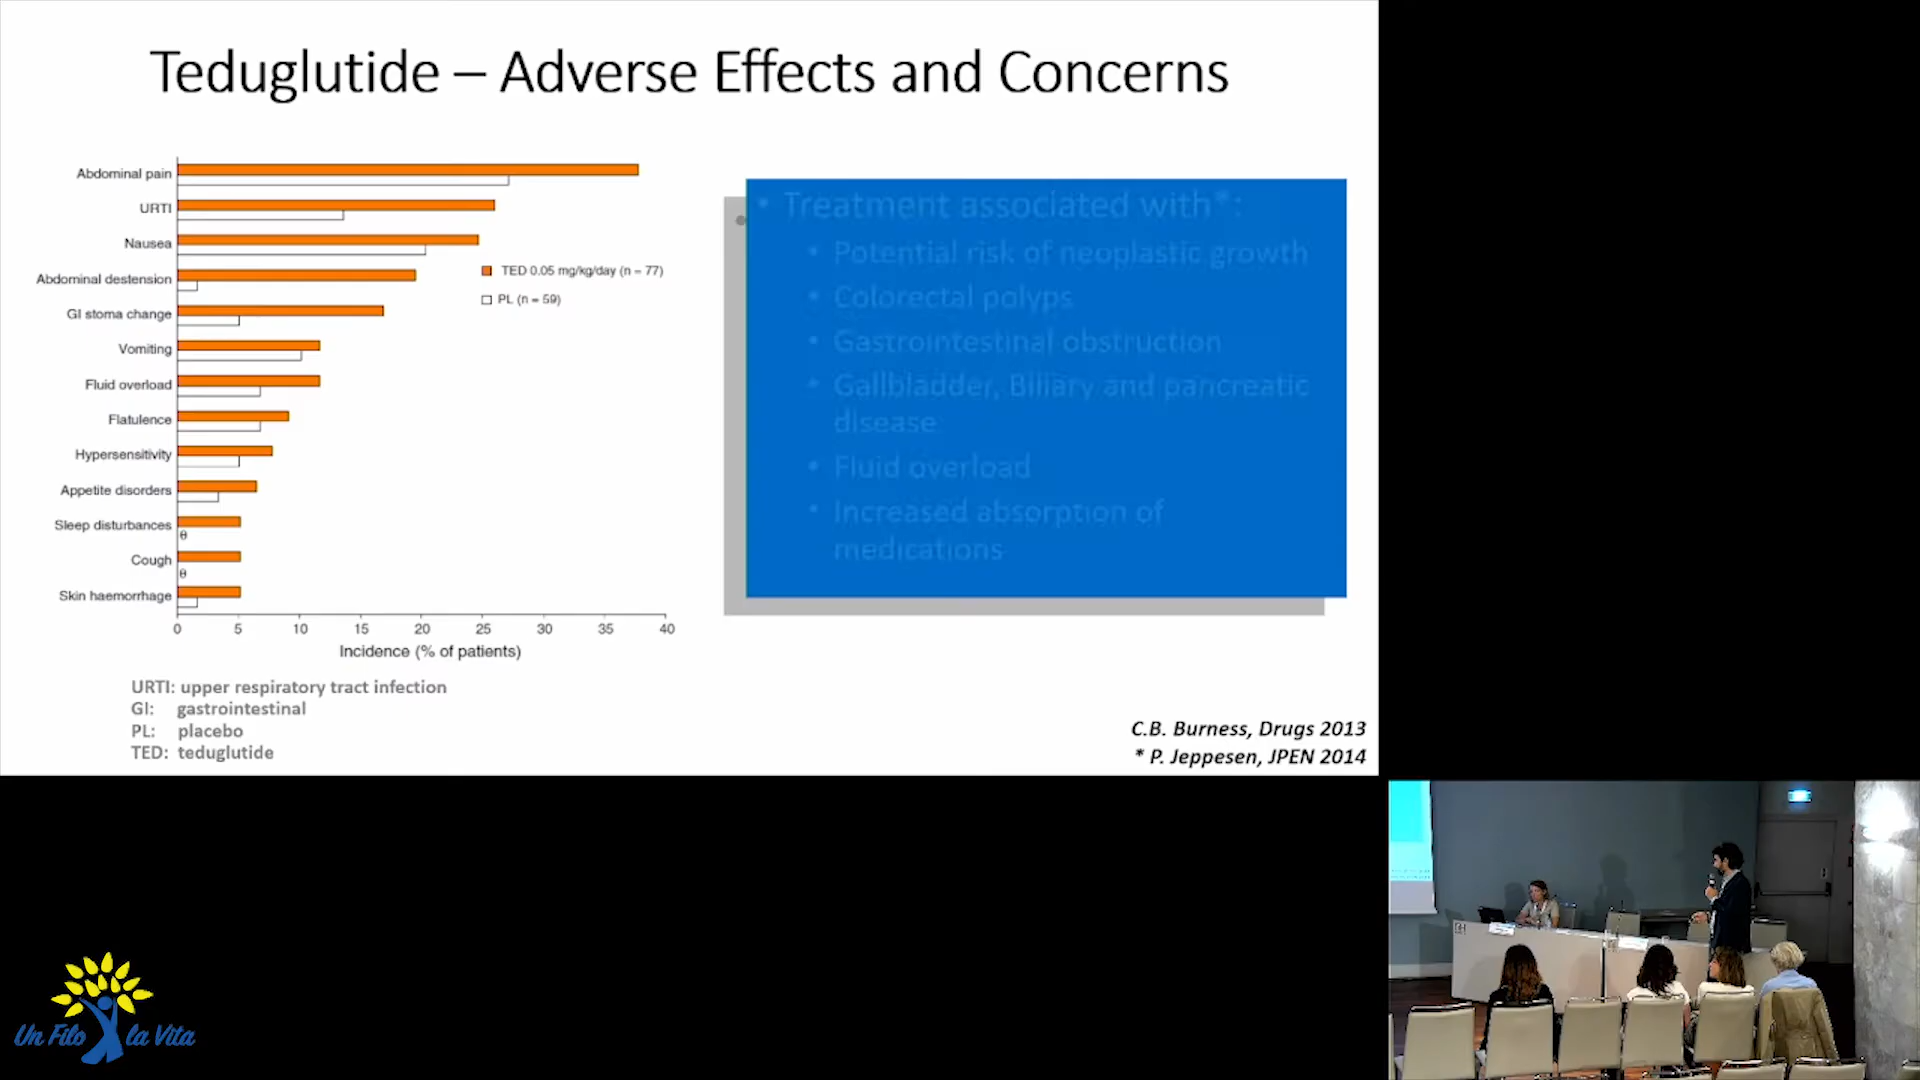 Teduglutide – Adverse Effects and Concerns
Abdominal pain
URTI
Nausea
Abdominal destension
GI stoma change
Vomiting
Fluid overload
Flatulence
Hypersensitivity
Appetite disorders
Sleep disturbances
θ
Cough
θ
Skin haemorrhage
0 5 10 15 20 25 30 35 40
Incidence (% of patients)
TED 0.05 mg/kg/day (n = 77)
PL (n = 59)
URTI: upper respiratory tract infection
GI: gastrointestinal
PL: placebo
TED: teduglutide
• Treatment associated with*:
• Potential risk of neoplastic growth
• Colorectal polyps
• Gastrointestinal obstruction
• Gallbladder, Biliary and pancreatic
disease
• Fluid overload
• Increased absorption of
medications
C.B. Burness, Drugs 2013
* P. Jeppesen, JPEN 2014
Un Filo la Vita